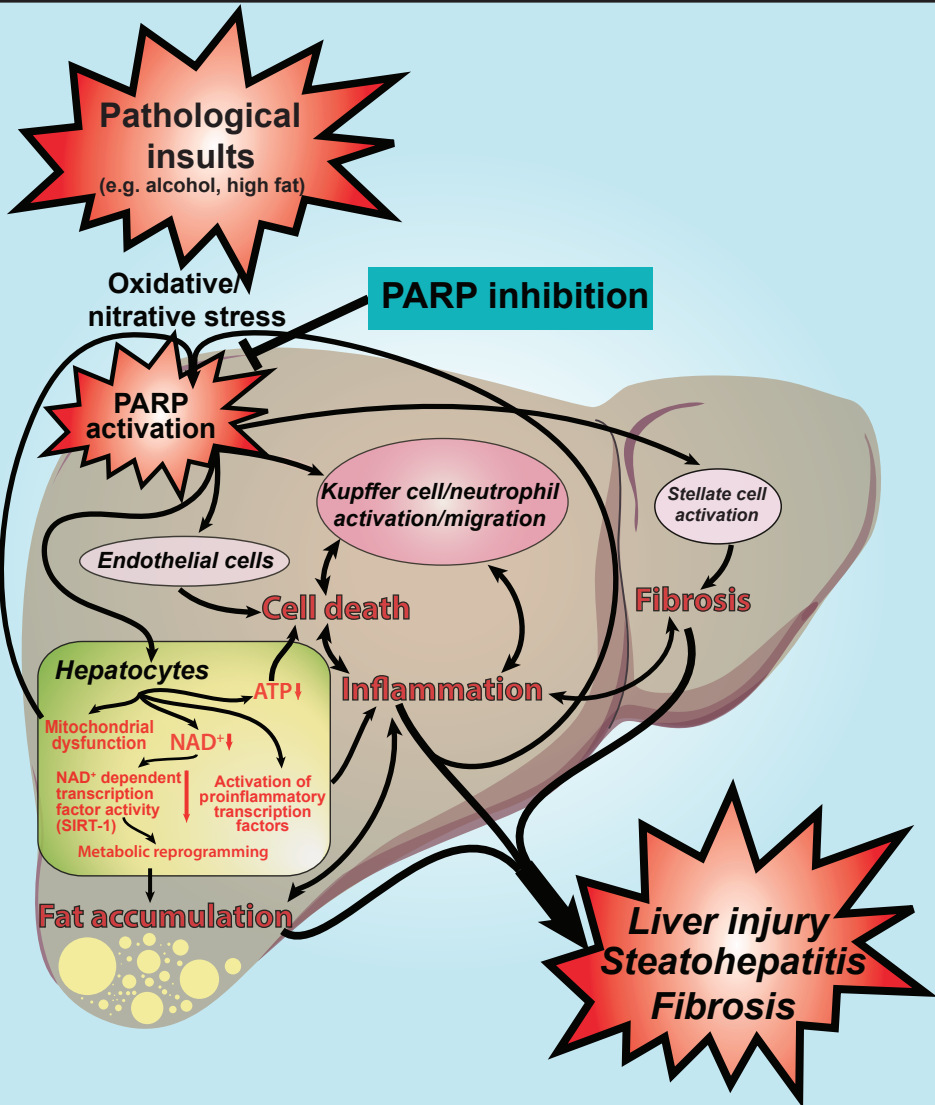 Pathological
insults
(e.g. alcohol, high fat)
Oxidative/
nitrative stress
PARP inhibition
PARP
activation
Kupffer cell/neutrophil
activation/migration
Stellate cell
activation
Endothelial cells
Cell death
Fibrosis
Hepatocytes
ATP
Inflammation
Mitochondrial
dysfunction
NAD⁺
NAD⁺ dependent
transcription
factor activity
(SIRT-1)
Activation of
proinflammatory
transcription
factors
Metabolic reprogramming
Fat accumulation
Liver injury
Steatohepatitis
Fibrosis